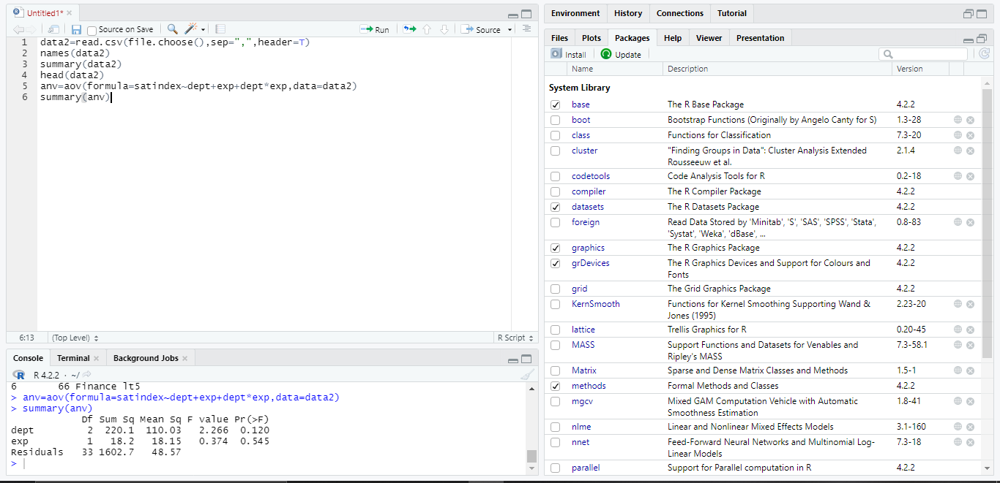 Untitled1*
Source on Save
Run
Source
1 data2=read.csv(file.choose(),sep=",",header=T)
2 names(data2)
3 summary(data2)
4 head(data2)
5 anv=aov(formula=satindex~dept+exp+dept*exp,data=data2)
6 summary(anv)
6:13 (Top Level) R Script
Console Terminal Background Jobs
R 4.2.2 · ~/
6 66 Finance lt5
> anv=aov(formula=satindex~dept+exp+dept*exp,data=data2)
> summary(anv)
Df Sum Sq Mean Sq F value Pr(>F)
dept 2 220.1 110.03 2.266 0.120
exp 1 18.2 18.15 0.374 0.545
Residuals 33 1602.7 48.57
>
Environment History Connections Tutorial
Files Plots Packages Help Viewer Presentation
Install Update
Name Description Version
System Library
base The R Base Package 4.2.2
boot Bootstrap Functions (Originally by Angelo Canty for S) 1.3-28
class Functions for Classification 7.3-20
cluster "Finding Groups in Data": Cluster Analysis Extended 2.1.4
Rousseeuw et al.
codetools Code Analysis Tools for R 0.2-18
compiler The R Compiler Package 4.2.2
datasets The R Datasets Package 4.2.2
foreign Read Data Stored by 'Minitab', 'S', 'SAS', 'SPSS', 'Stata', 0.8-83
'Systat', 'Weka', 'dBase', ...
graphics The R Graphics Package 4.2.2
grDevices The R Graphics Devices and Support for Colours and 4.2.2
Fonts
grid The Grid Graphics Package 4.2.2
KernSmooth Functions for Kernel Smoothing Supporting Wand & 2.23-20
Jones (1995)
lattice Trellis Graphics for R 0.20-45
MASS Support Functions and Datasets for Venables and 7.3-58.1
Ripley's MASS
Matrix Sparse and Dense Matrix Classes and Methods 1.5-1
methods Formal Methods and Classes 4.2.2
mgcv Mixed GAM Computation Vehicle with Automatic 1.8-41
Smoothness Estimation
nlme Linear and Nonlinear Mixed Effects Models 3.1-160
nnet Feed-Forward Neural Networks and Multinomial Log- 7.3-18
Linear Models
parallel Support for Parallel computation in R 4.2.2